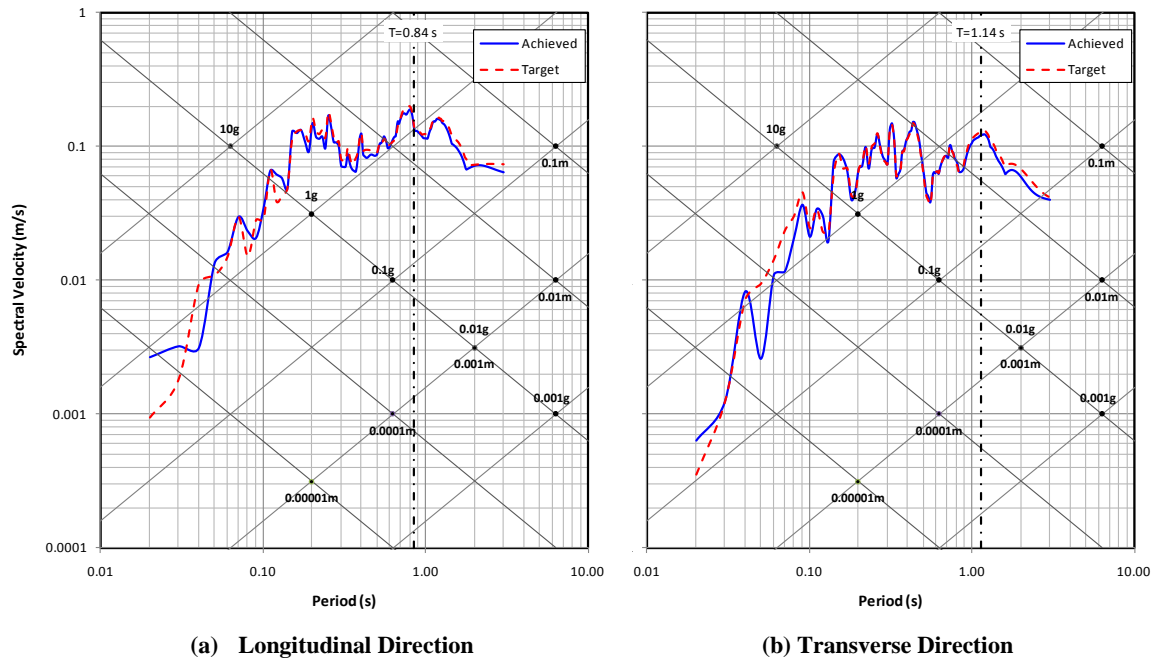 1
T=0.84 s
Achieved
Target
10g
0.1
0.1m
1g
0.1g
0.01
0.01m
0.01g
0.001m
0.001g
0.001
0.0001m
0.00001m
0.0001
0.01
0.10
1.00
10.00
Spectral Velocity (m/s)
Period (s)
(a) Longitudinal Direction
T=1.14 s
Achieved
Target
10g
0.1m
1g
0.1g
0.01m
0.01g
0.001m
0.001g
0.0001m
0.00001m
0.01
0.10
1.00
10.00
Period (s)
(b) Transverse Direction